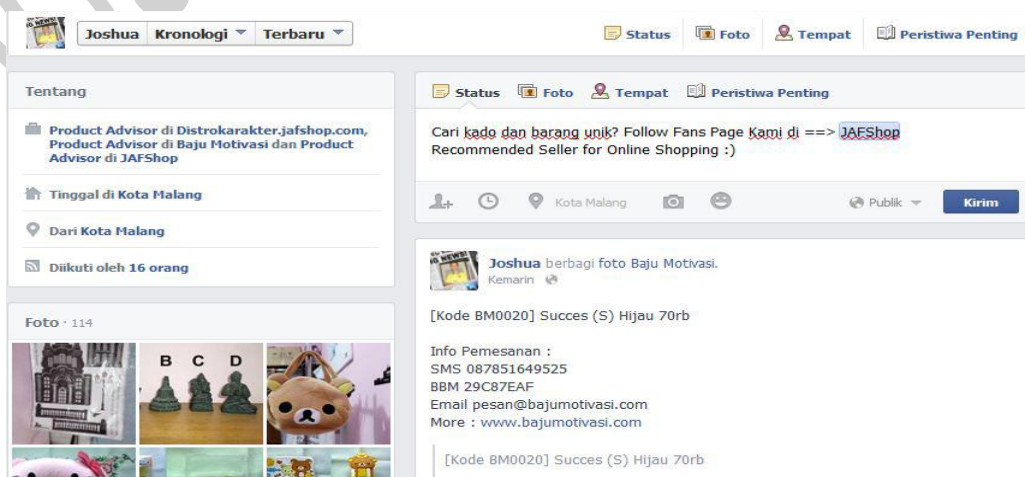 Joshua Kronologi Terbaru Status Foto Tempat Peristiwa Penting
Tentang
Product Advisor di Distrokarakter.jafshop.com,
Product Advisor di Baju Motivasi dan Product
Advisor di JAFShop
Tinggal di Kota Malang
Dari Kota Malang
Diikuti oleh 16 orang
Foto · 114
B C D
Status Foto Tempat Peristiwa Penting
Cari kado dan barang unik? Follow Fans Page Kami di ==> JAFShop
Recommended Seller for Online Shopping :)
Kota Malang Publik Kirim
Joshua berbagi foto Baju Motivasi.
Kemarin
[Kode BM0020] Succes (S) Hijau 70rb
Info Pemesanan :
SMS 087851649525
BBM 29C87EAF
Email pesan@bajumotivasi.com
More : www.bajumotivasi.com
[Kode BM0020] Succes (S) Hijau 70rb